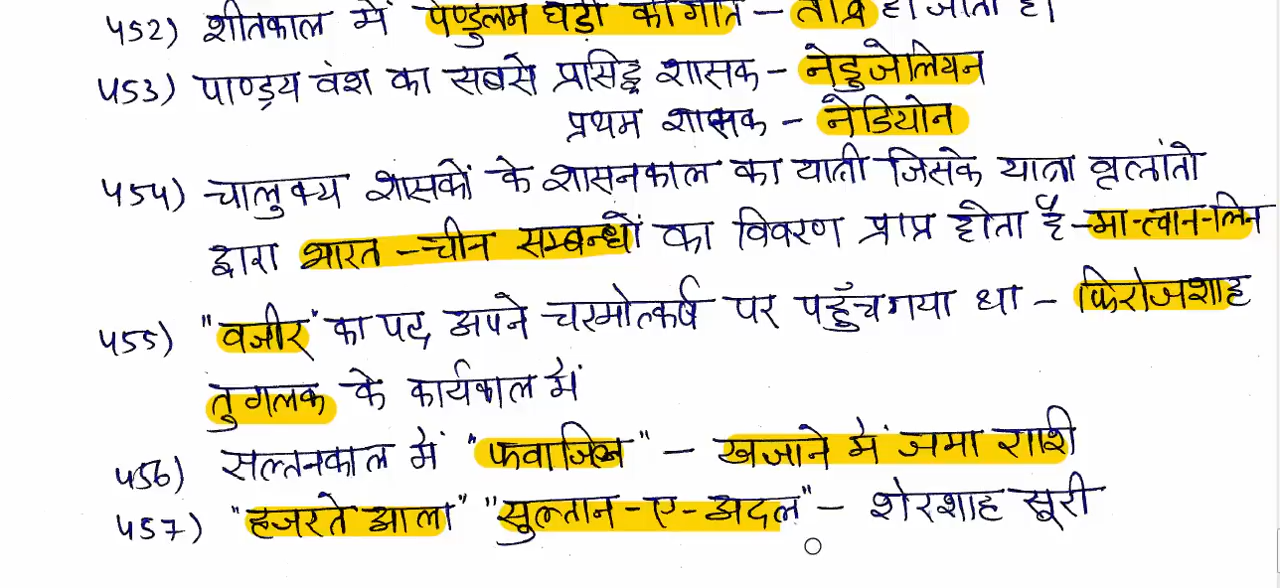 452) शीतकाल में पेण्डुलम घड़ी की गति – तीव्र हो जाती है।
453) पाण्ड्य वंश का सबसे प्रसिद्ध शासक – नेडुजेलियन
प्रथम शासक – नेडियोन
454) चालुक्य शासकों के शासनकाल का यात्री जिसके यात्रा वृत्तांतो
द्वारा भारत – चीन सम्बन्धों का विवरण प्राप्त होता है – मा-त्वान-लिन
455) "वजीर" का पद अपने चरमोत्कर्ष पर पहुँच गया था – फिरोजशाह
तुगलक के कार्यकाल में
456) सल्तनकाल में "फवाजिल" – खजाने में जमा राशी
457) "हजरते आला" "सुल्तान-ए-अदल" – शेरशाह सूरी